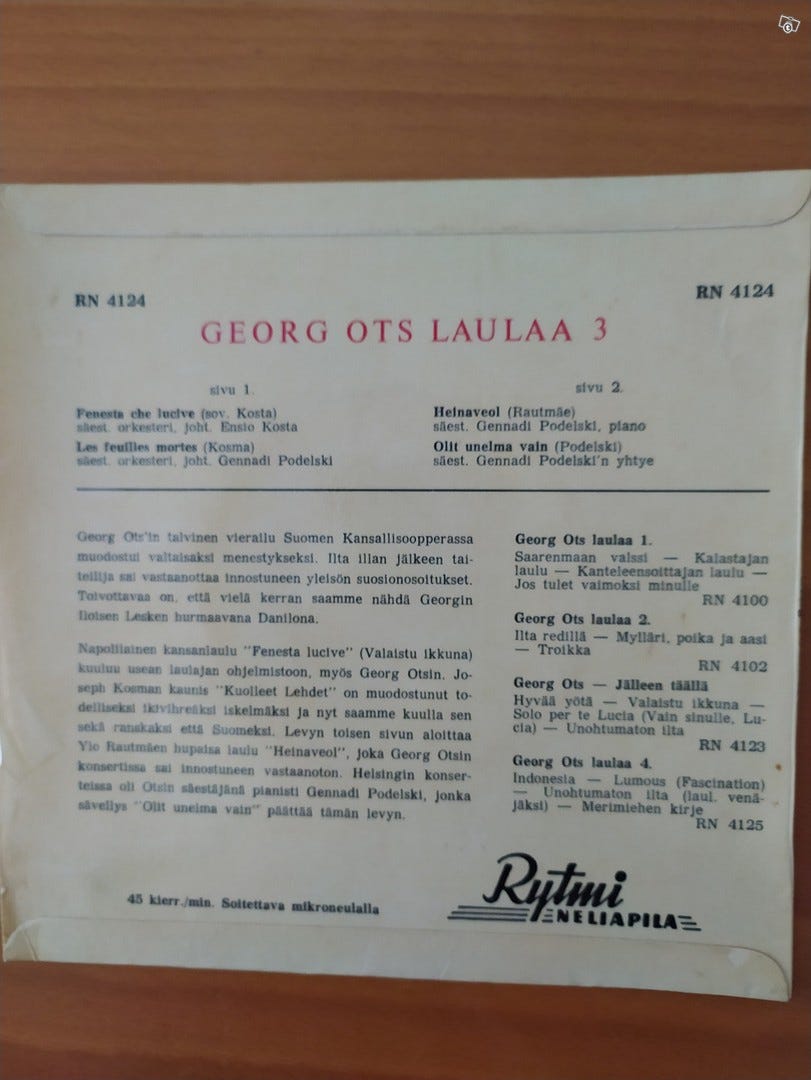 RN 4124
RN 4124
GEORG OTS LAULAA 3
sivu 1.
Fenesta che lucive (sov. Kosta)
säest. orkesteri, joht. Ensio Kosta
Les feuilles mortes (Kosma)
säest. orkesteri, joht. Gennadi Podelski
sivu 2.
Heinaveol (Rautmäe)
säest. Gennadi Podelski, piano
Olit unelma vain (Podelski)
säest. Gennadi Podelski'n yhtye
Georg Ots'in talvinen vierailu Suomen Kansallisoopperassa
muodostui valtaisaksi menestykseksi. Ilta illan jälkeen tai-
teilija sai vastaanottaa innostuneen yleisön suosionosoitukset.
Toivottavaa on, että vielä kerran saamme nähdä Georgin
Iloisen Lesken hurmaavana Danilona.
Napolilainen kansanlaulu "Fenesta lucive" (Valaistu ikkuna)
kuuluu usean laulajan ohjelmistoon, myös Georg Otsin. Jo-
seph Kosman kaunis "Kuolleet Lehdet" on muodostunut to-
delliseksi ikivihreäksi iskelmäksi ja nyt saamme kuulla sen
sekä ranskaksi että Suomeksi. Levyn toisen sivun aloittaa
Ylo Rautmäen hupaisa laulu "Heinaveol", joka Georg Otsin
konsertissa sai innostuneen vastaanoton. Helsingin konser-
teissa oli Otsin säestäjänä pianisti Gennadi Podelski, jonka
sävellys "Olit unelma vain" päättää tämän levyn.
Georg Ots laulaa 1.
Saarenmaan valssi — Kalastajan
laulu — Kanteleensoittajan laulu —
Jos tulet vaimoksi minulle
RN 4100
Georg Ots laulaa 2.
Ilta redillä — Mylläri, poika ja aasi
— Troikka
RN 4102
Georg Ots — Jälleen täällä
Hyvää yötä — Valaistu ikkuna —
Solo per te Lucia (Vain sinulle, Lu-
cia) — Unohtumaton ilta
RN 4123
Georg Ots laulaa 4.
Indonesia — Lumous (Fascination)
— Unohtumaton ilta (laul. venä-
jäksi) — Merimiehen kirje
RN 4125
45 kierr./min. Soitettava mikroneulalla
Rytmi
NELIAPILA